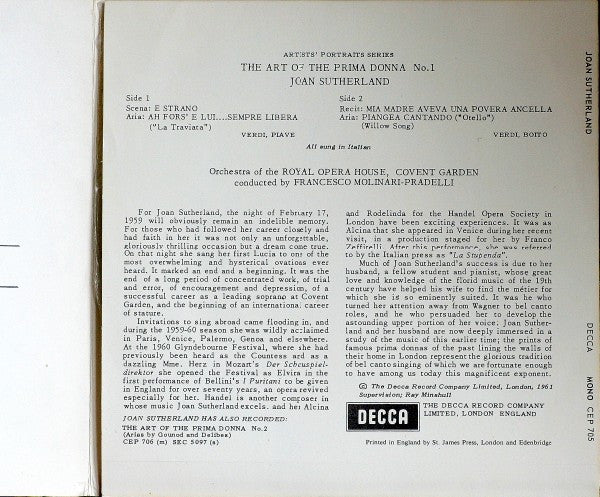 ARTISTS' PORTRAITS SERIES
THE ART OF THE PRIMA DONNA No.1
JOAN SUTHERLAND
Side 1
Scena: E STRANO
Aria: AH FORS' E LUI...SEMPRE LIBERA
("La Traviata")
VERDI, PIAVE
Side 2
Recit: MIA MADRE AVEVA UNA POVERA ANCELLA
Aria: PIANGEA CANTANDO ("Otello")
(Willow Song)
VERDI, BOITO
All sung in Italian
Orchestra of the ROYAL OPERA HOUSE, COVENT GARDEN
conducted by FRANCESCO MOLINARI-PRADELLI
For Joan Sutherland, the night of February 17,
1959 will obviously remain an indelible memory.
For those who had followed her career closely and
had faith in her it was not only an unforgettable,
gloriously thrilling occasion but a dream come true.
On that night she sang her first Lucia to one of the
most overwhelming and hysterical ovations ever
heard. It marked an end and a beginning. It was the
end of a long period of concentrated work, of trial
and error, of encouragement and depression, of a
successful career as a leading soprano at Covent
Garden, and the beginning of an international career
of stature.
Invitations to sing abroad came flooding in, and
during the 1959-60 season she was wildly acclaimed
in Paris, Venice, Palermo, Genoa and elsewhere.
At the 1960 Glyndebourne Festival, where she had
previously been heard as the Countess and as a
dazzling Mme. Herz in Mozart's Der Schauspiel-
direktor she opened the Festival as Elvira in the
first performance of Bellini's I Puritani to be given
in England for over seventy years, an opera revived
especially for her. Handel is another composer in
whose music Joan Sutherland excels, and her Alcina
JOAN SUTHERLAND HAS ALSO RECORDED:
THE ART OF THE PRIMA DONNA No.2
(Arias by Gounod and Delibes)
CEP 706 (m) SEC 5097 (s)
and Rodelinda for the Handel Opera Society in
London have been exciting experiences. It was as
Alcina that she appeared in Venice during her recent
visit, in a production staged for her by Franco
Zeffirelli. After this performance, she was referred
to by the Italian press as "La Stupenda".
Much of Joan Sutherland's success is due to her
husband, a fellow student and pianist, whose great
love and knowledge of the florid music of the 19th
century have helped his wife to find the métier for
which she is so eminently suited. It was he who
turned her attention away from Wagner to bel canto
roles, and he who persuaded her to develop the
astounding upper portion of her voice. Joan Suther-
land and her husband are now deeply immersed in a
study of the music of this earlier time; the prints of
famous prima donnas of the past lining the walls of
their home in London represent the glorious tradition
of bel canto singing of which we are fortunate enough
to have among us today this magnificent exponent.
© The Decca Record Company Limited, London, 1961
Supervision: Ray Minshull
DECCA
THE DECCA RECORD COMPANY
LIMITED, LONDON ENGLAND
Printed in England by St. James Press, London and Edenbridge
JOAN SUTHERLAND
DECCA
MONO CEP 705